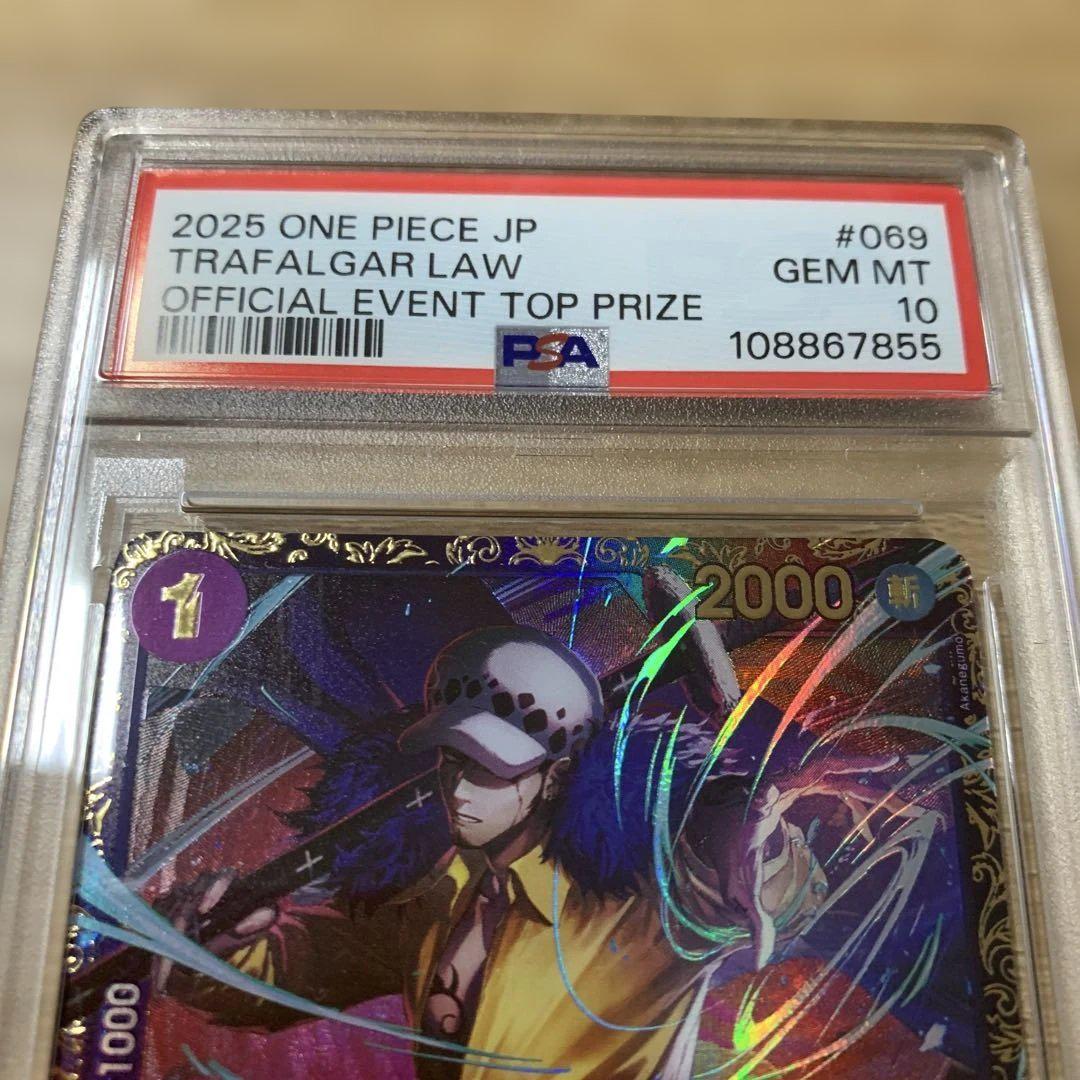 2025 ONE PIECE JP #069
TRAFALGAR LAW GEM MT
OFFICIAL EVENT TOP PRIZE 10
PSA 108867855
1 2000 斬
Akanegumo
1000